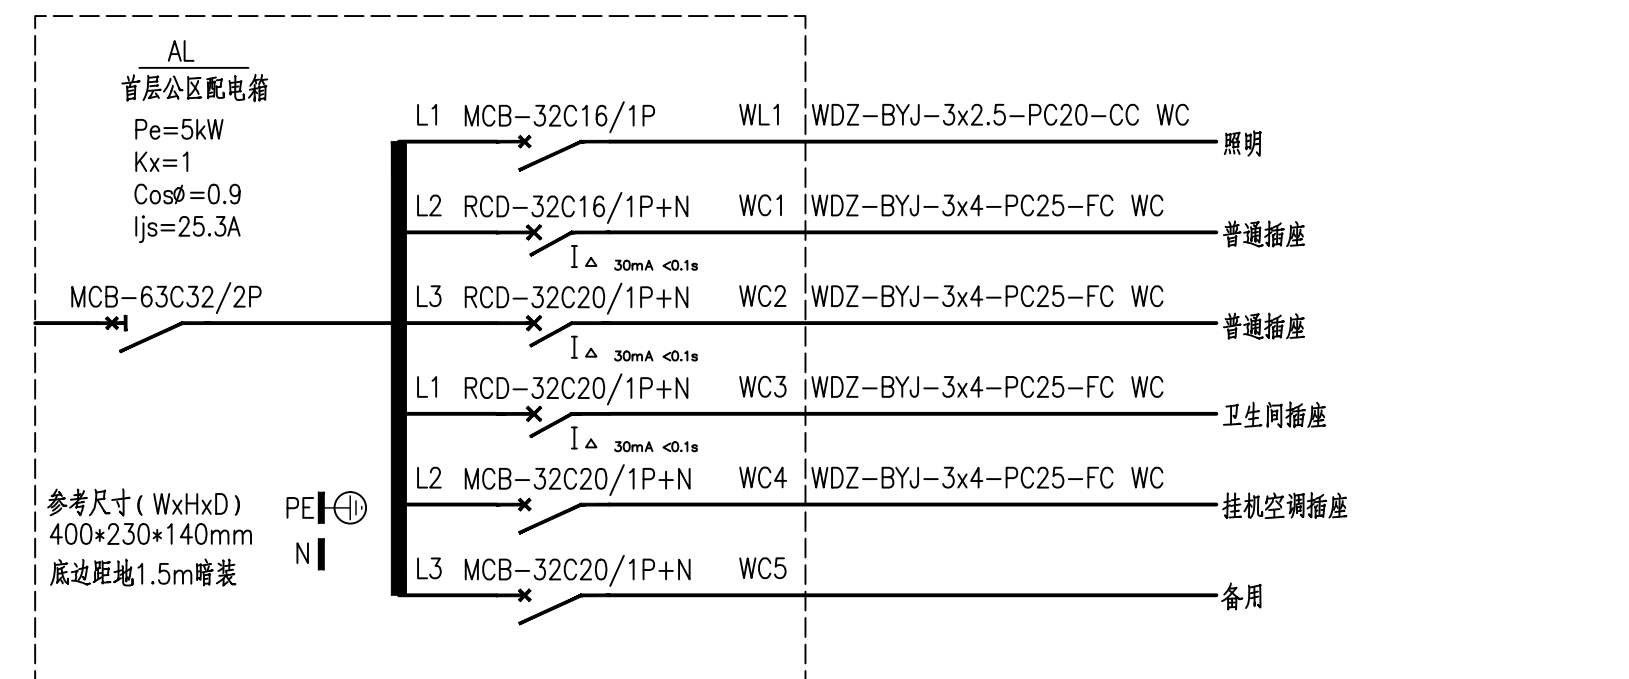 AL
首层公区配电箱
Pe=5kW
Kx=1
Cosø=0.9
Ijs=25.3A
MCB-63C32/2P
L1 MCB-32C16/1P WL1 WDZ-BYJ-3x2.5-PC20-CC WC
照明
L2 RCD-32C16/1P+N WC1 WDZ-BYJ-3x4-PC25-FC WC
普通插座
I△ 30mA <0.1s
L3 RCD-32C20/1P+N WC2 WDZ-BYJ-3x4-PC25-FC WC
普通插座
I△ 30mA <0.1s
L1 RCD-32C20/1P+N WC3 WDZ-BYJ-3x4-PC25-FC WC
卫生间插座
I△ 30mA <0.1s
L2 MCB-32C20/1P+N WC4 WDZ-BYJ-3x4-PC25-FC WC
挂机空调插座
L3 MCB-32C20/1P+N WC5
备用
参考尺寸(WxHxD)
400*230*140mm
底边距地1.5m暗装
PE
N